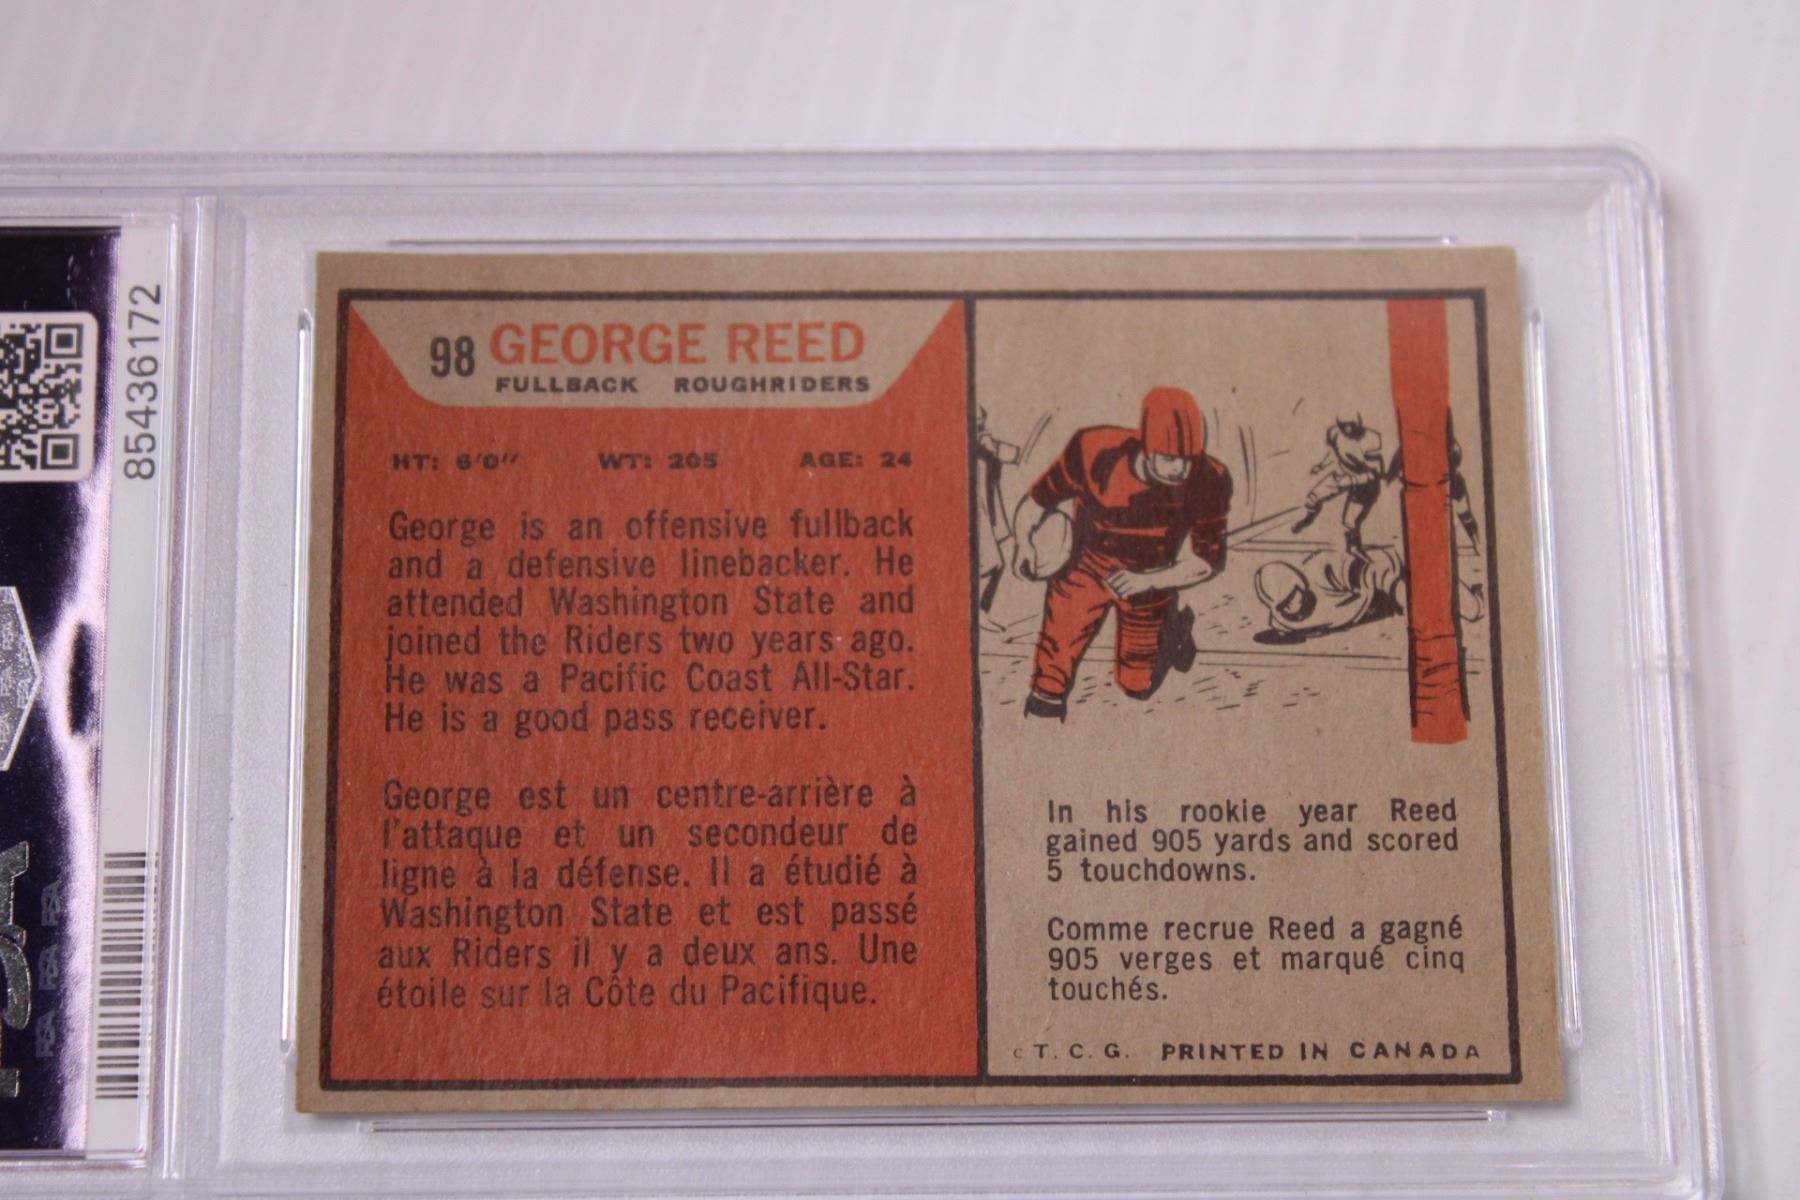 85436172
PSA
PSA PSA PSA
98 GEORGE REED
FULLBACK ROUGHRIDERS
HT: 6'0" WT: 205 AGE: 24
George is an offensive fullback
and a defensive linebacker. He
attended Washington State and
joined the Riders two years ago.
He was a Pacific Coast All-Star.
He is a good pass receiver.
George est un centre-arrière à
l'attaque et un secondeur de
ligne à la défense. Il a étudié à
Washington State et est passé
aux Riders il y a deux ans. Une
étoile sur la Côte du Pacifique.
In his rookie year Reed
gained 905 yards and scored
5 touchdowns.
Comme recrue Reed a gagné
905 verges et marqué cinq
touchés.
c T. C. G. PRINTED IN CANADA